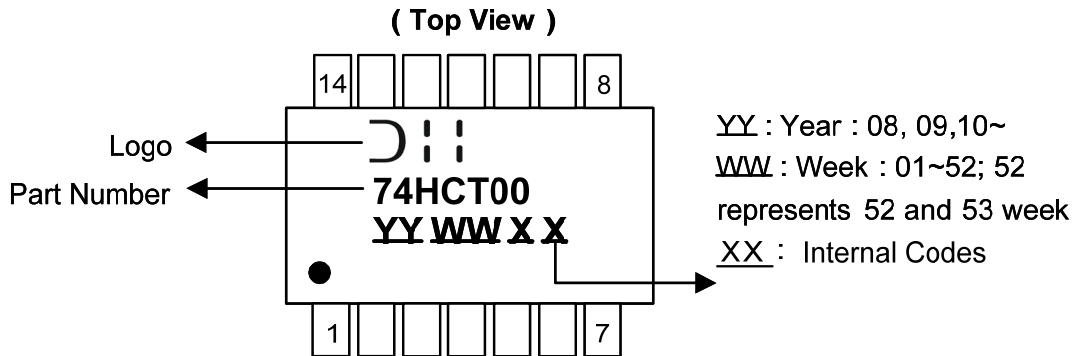 ( Top View )
14 8
Logo
74HCT00
Part Number
YY WW X X
1 7
YY : Year : 08, 09,10~
WW : Week : 01~52; 52
represents 52 and 53 week
XX : Internal Codes